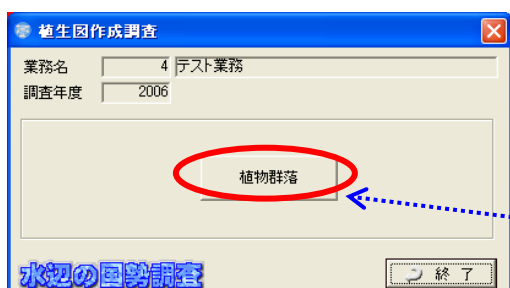 植生図作成調査
業務名 4 テスト業務
調査年度 2006
植物群落
水辺の国勢調査
終 了